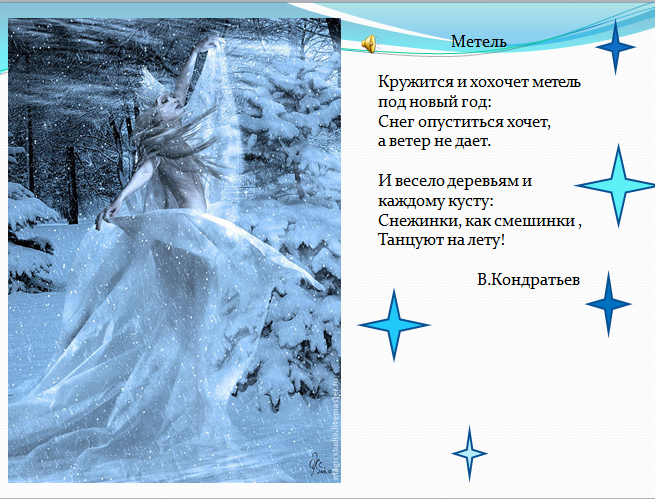 Метель
Кружится и хохочет метель
под новый год:
Снег опуститься хочет,
а ветер не дает.
И весело деревьям и
каждому кусту:
Снежинки, как смешинки ,
Танцуют на лету!
В.Кондратьев